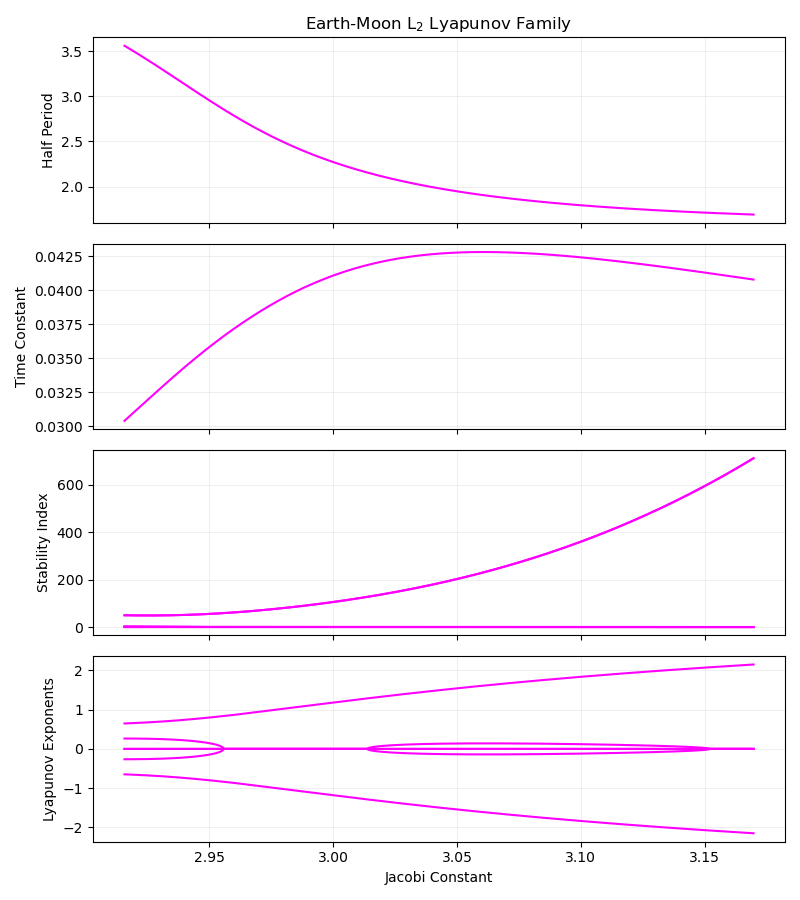 Earth-Moon L₂ Lyapunov Family
3.5
3.0
2.5
2.0
Half Period
0.0425
0.0400
0.0375
0.0350
0.0325
0.0300
Time Constant
600
400
200
0
Stability Index
2
1
0
−1
−2
Lyapunov Exponents
2.95 3.00 3.05 3.10 3.15
Jacobi Constant